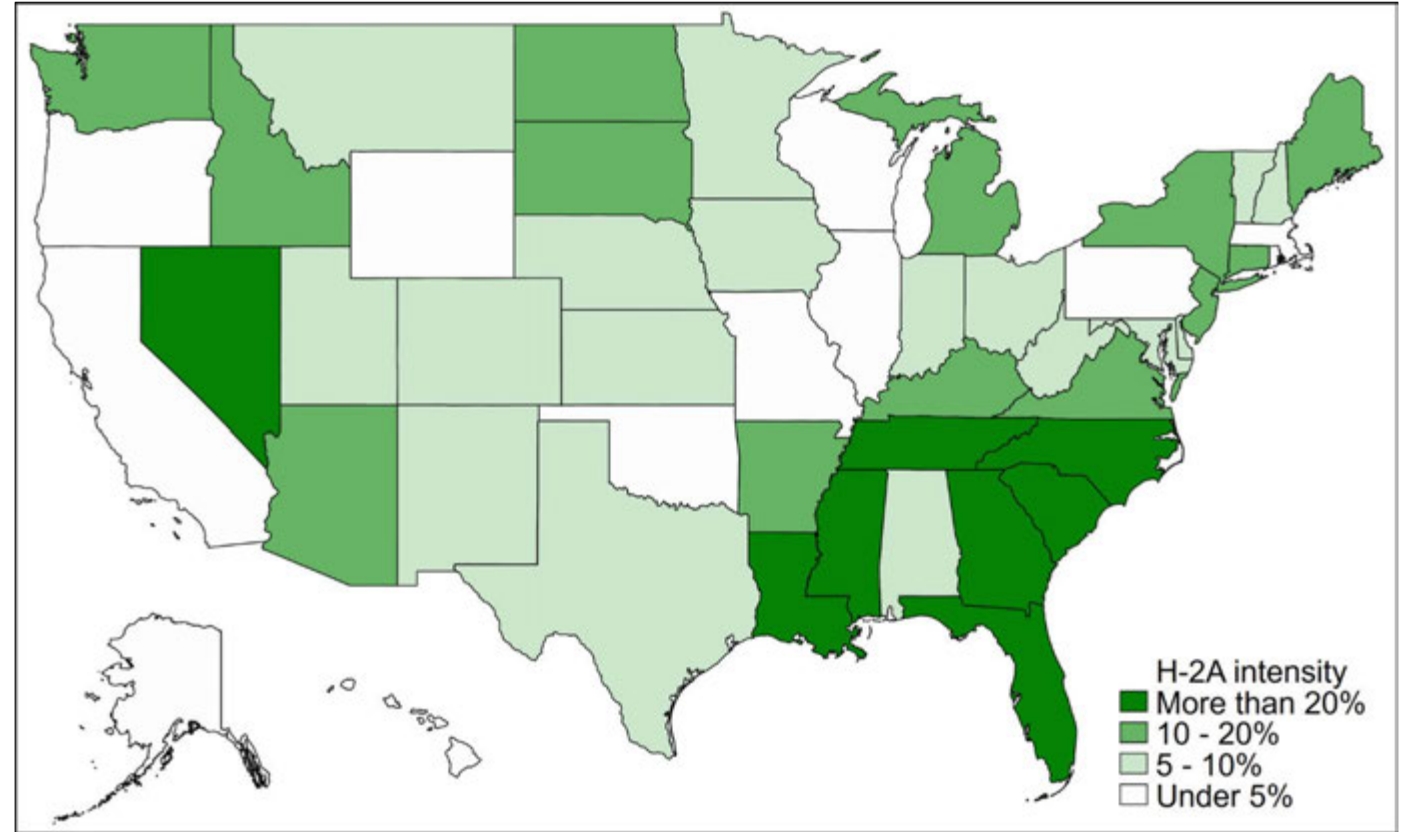 H-2A intensity
More than 20%
10 - 20%
5 - 10%
Under 5%